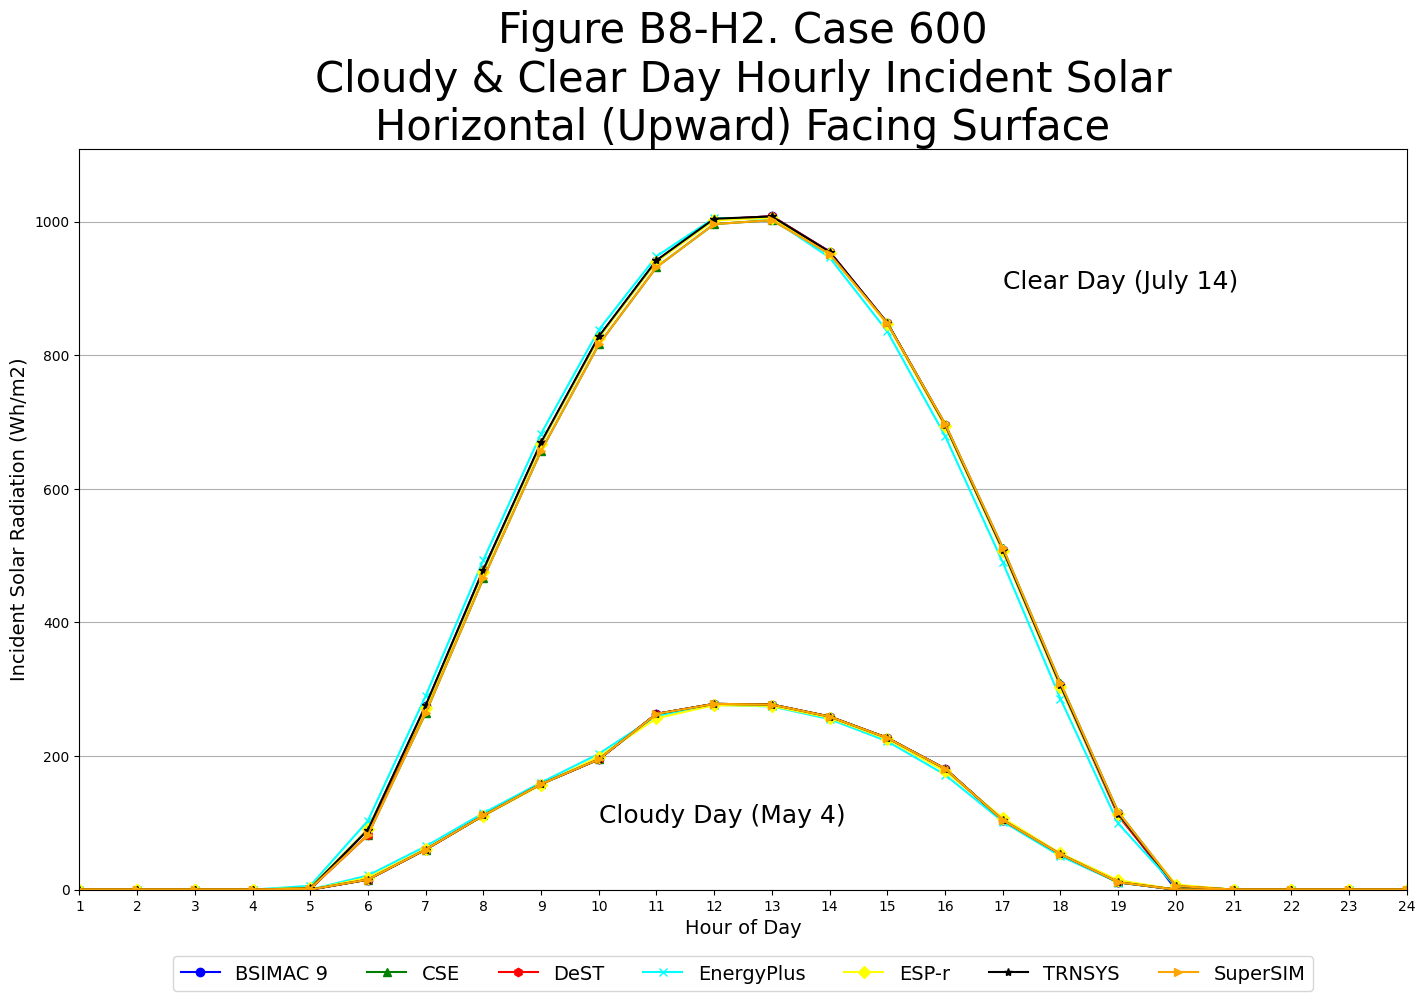 Figure B8-H2. Case 600
Cloudy & Clear Day Hourly Incident Solar
Horizontal (Upward) Facing Surface
Incident Solar Radiation (Wh/m2)
1000
800
600
400
200
0
Clear Day (July 14)
Cloudy Day (May 4)
1 2 3 4 5 6 7 8 9 10 11 12 13 14 15 16 17 18 19 20 21 22 23 24
Hour of Day
BSIMAC 9 CSE DeST EnergyPlus ESP-r TRNSYS SuperSIM